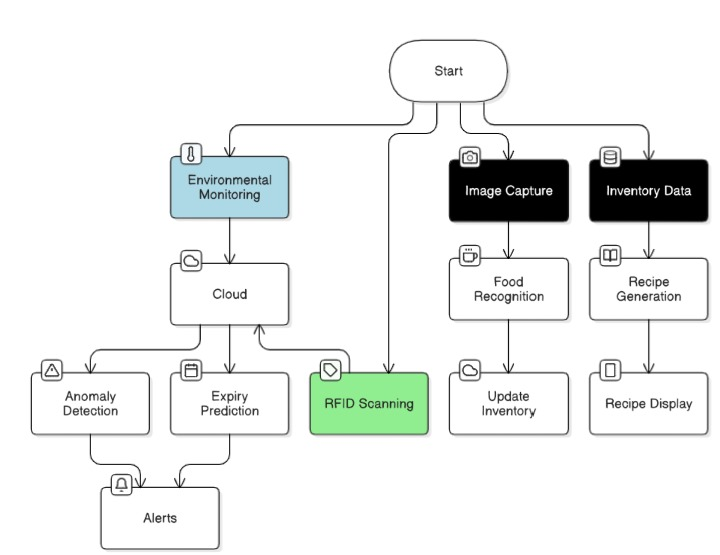 Start
Environmental
Monitoring
Image Capture
Inventory Data
Cloud
Food
Recognition
Recipe
Generation
Anomaly
Detection
Expiry
Prediction
RFID Scanning
Update
Inventory
Recipe Display
Alerts